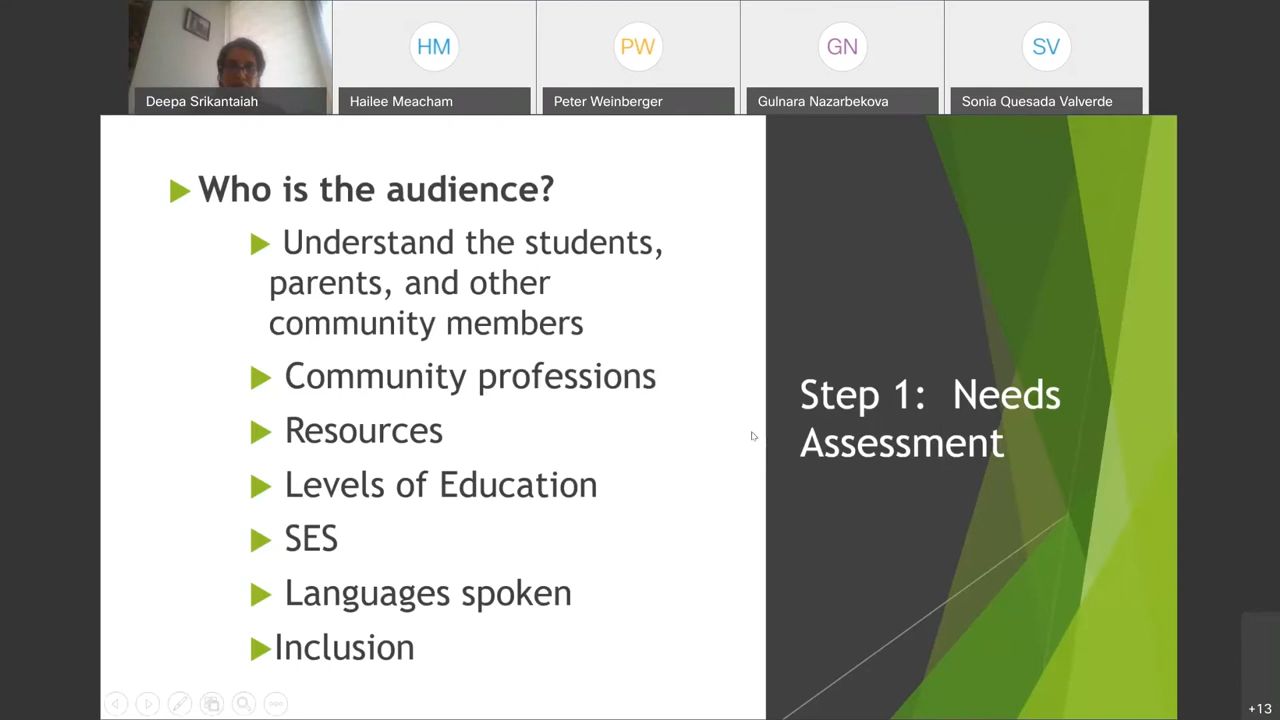 HM
PW
GN
SV
Deepa Srikantaiah
Hailee Meacham
Peter Weinberger
Gulnara Nazarbekova
Sonia Quesada Valverde
Who is the audience?
Understand the students,
parents, and other
community members
Community professions
Resources
Levels of Education
SES
Languages spoken
Inclusion
Step 1: Needs
Assessment
+13